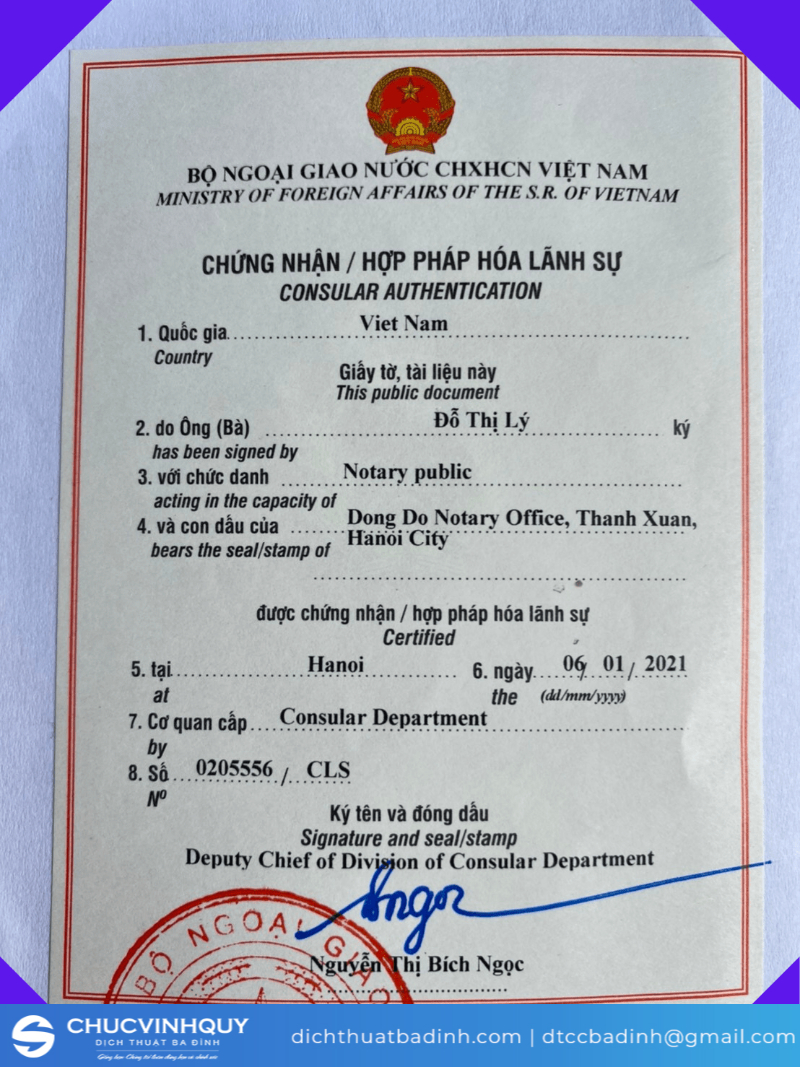 BỘ NGOẠI GIAO NƯỚC CHXHCN VIỆT NAM
MINISTRY OF FOREIGN AFFAIRS OF THE S.R. OF VIETNAM
CHỨNG NHẬN / HỢP PHÁP HÓA LÃNH SỰ
CONSULAR AUTHENTICATION
1. Quốc gia Viet Nam
Country
Giấy tờ, tài liệu này
This public document
2. do Ông (Bà) Đỗ Thị Lý ký
has been signed by
3. với chức danh Notary public
acting in the capacity of
4. và con dấu của Dong Do Notary Office, Thanh Xuan,
bears the seal/stamp of Hanoi City
được chứng nhận / hợp pháp hóa lãnh sự
Certified
5. tại Hanoi 6. ngày 06/ 01 / 2021
at the (dd/mm/yyyy)
7. Cơ quan cấp Consular Department
by
8. Số 0205556 / CLS
Nº
Ký tên và đóng dấu
Signature and seal/stamp
Deputy Chief of Division of Consular Department
Nguyễn Thị Bích Ngọc
BỘ NGOẠI GIAO
CHUCVINHQUY
DỊCH THUẬT BA ĐÌNH
dichthuatbadinh.com | dtccbadinh@gmail.com